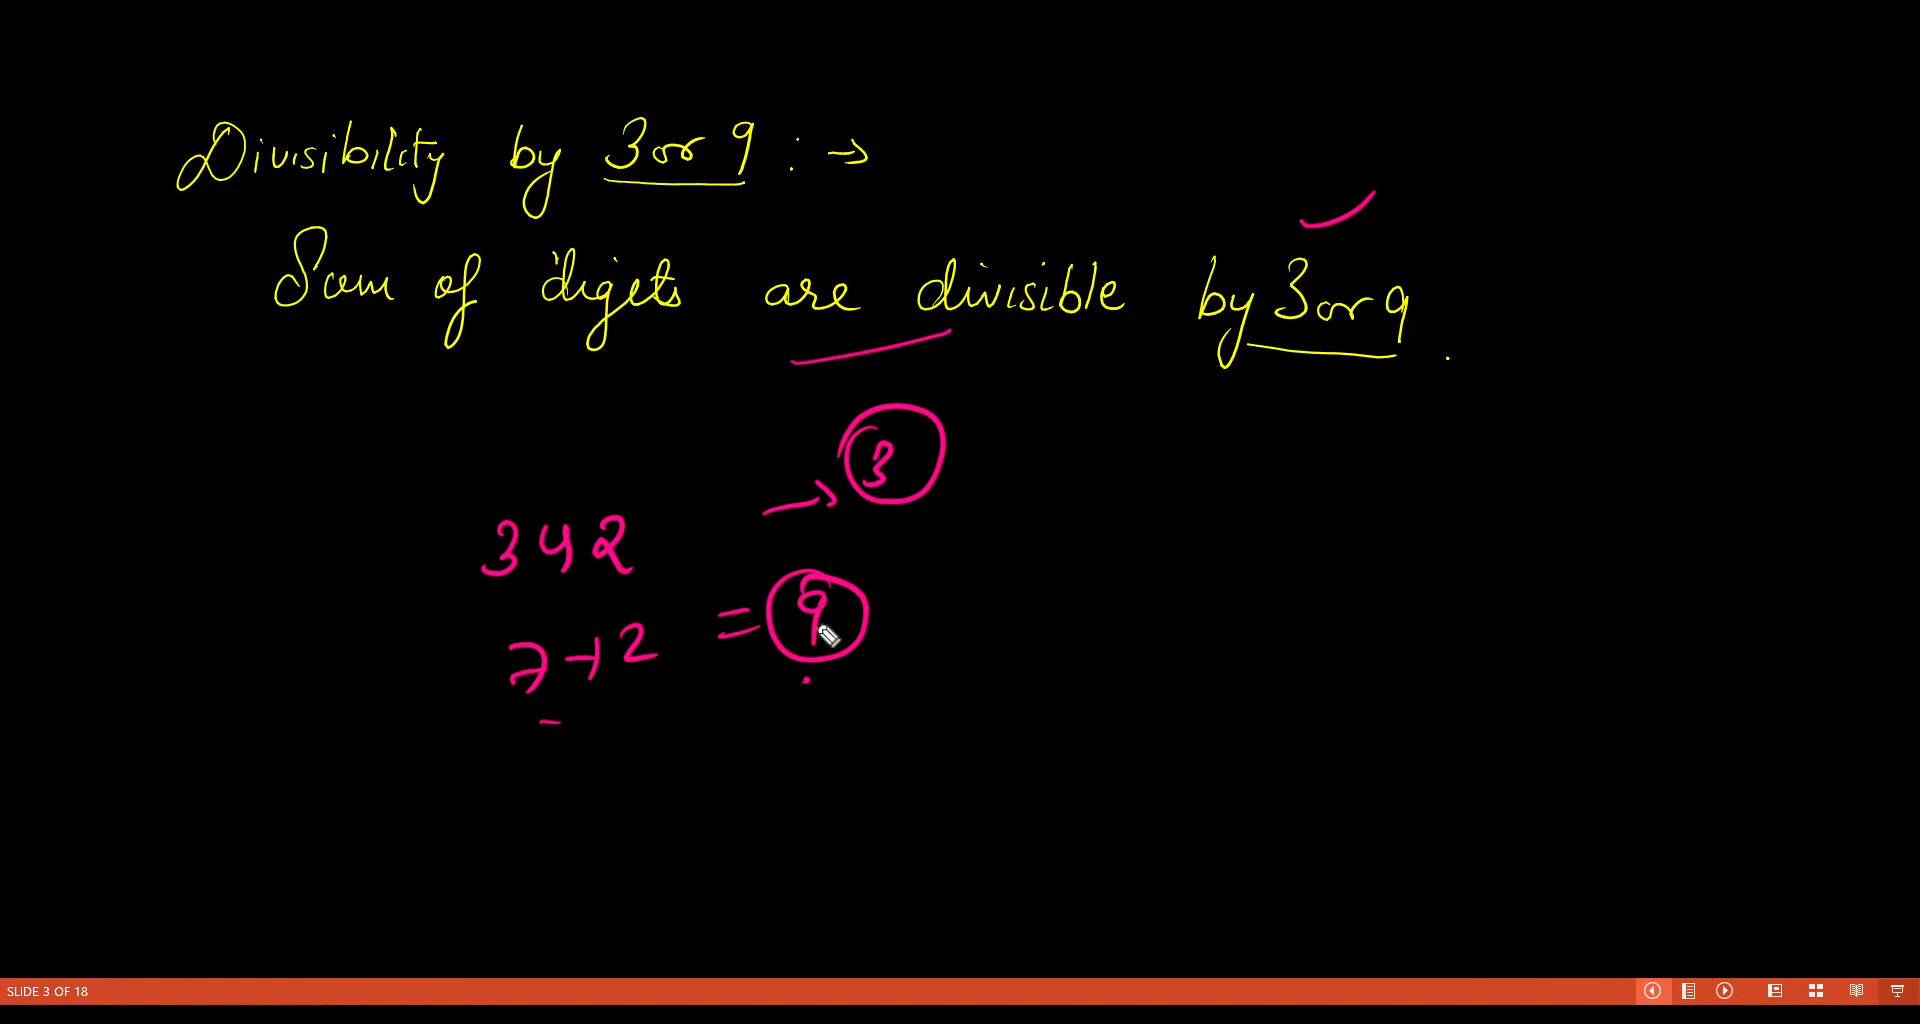 Divisibility by 3 or 9 : →
Sum of digits are divisible by 3 or 9 .
→ 3
342
7+2 = 9
SLIDE 3 OF 18